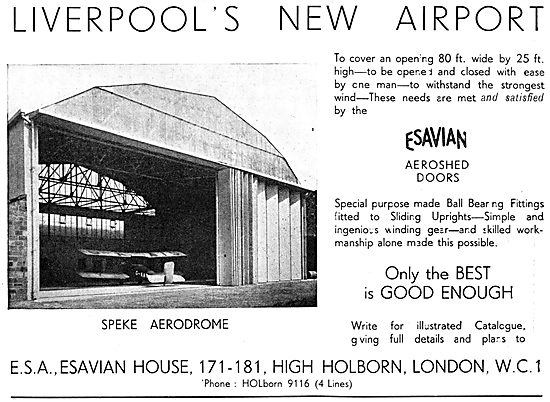 LIVERPOOL'S NEW AIRPORT
To cover an opening 80 ft. wide by 25 ft.
high—to be opened and closed with ease
by one man—to withstand the strongest
wind—These needs are met and satisfied
by the
ESAVIAN
AEROSHED
DOORS
Special purpose made Ball Bearing Fittings
fitted to Sliding Uprights—Simple and
ingenious winding gear—and skilled work-
manship alone made this possible.
Only the BEST
is GOOD ENOUGH
SPEKE AERODROME
Write for illustrated Catalogue,
giving full details and plans to
E.S.A., ESAVIAN HOUSE, 171-181, HIGH HOLBORN, LONDON, W.C.1
'Phone : HOLborn 9116 (4 Lines)